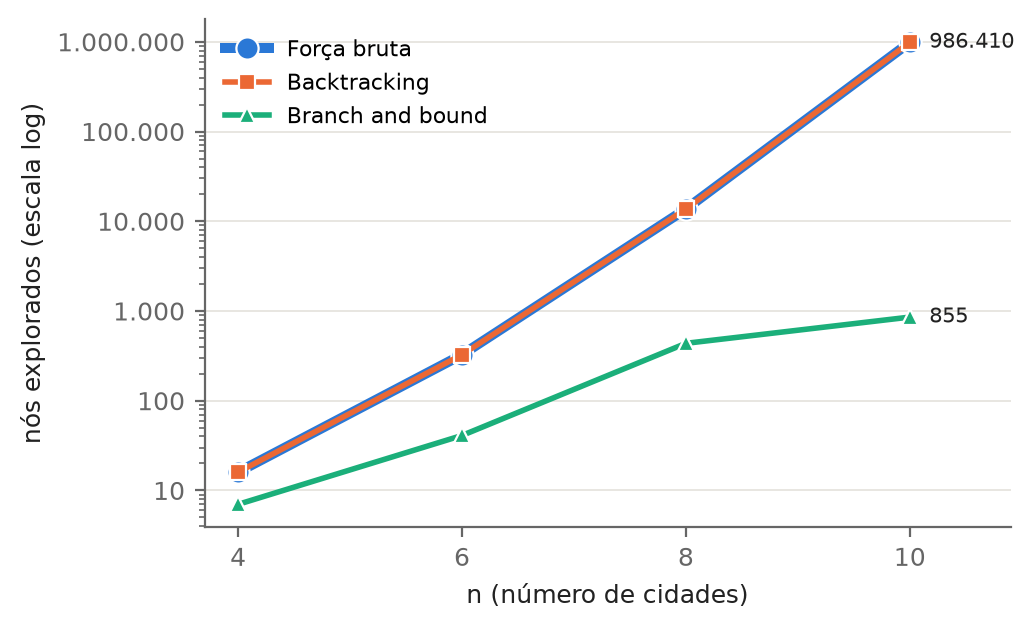 1.000.000
100.000
10.000
1.000
100
10
nós explorados (escala log)
Força bruta
Backtracking
Branch and bound
986.410
855
4 6 8 10
n (número de cidades)